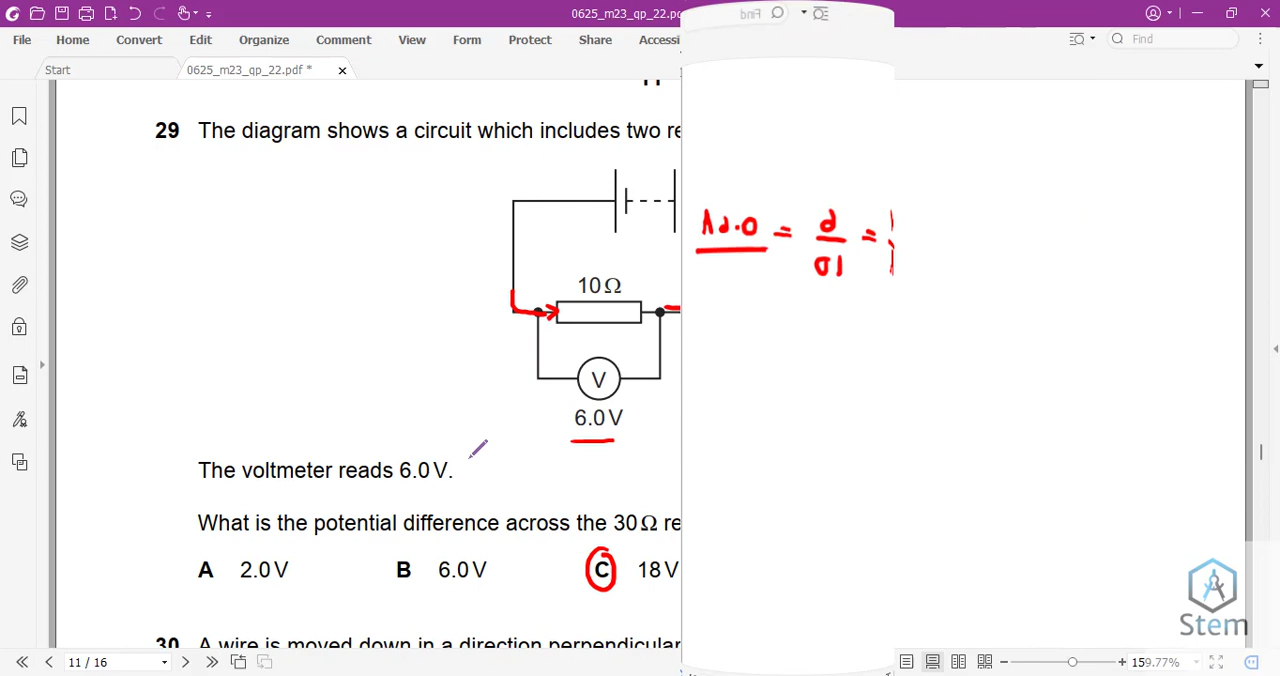 0625_m23_qp_22.pd
Find
File Home Convert Edit Organize Comment View Form Protect Share Accessi
Find
Start 0625_m23_qp_22.pdf *
29 The diagram shows a circuit which includes two re
= 6/10 =
10Ω
V
6.0V
The voltmeter reads 6.0V.
What is the potential difference across the 30Ω re
A 2.0V B 6.0V C 18V
30 A wire is moved down in a direction perpendicular
Stem
11 / 16
159.77%